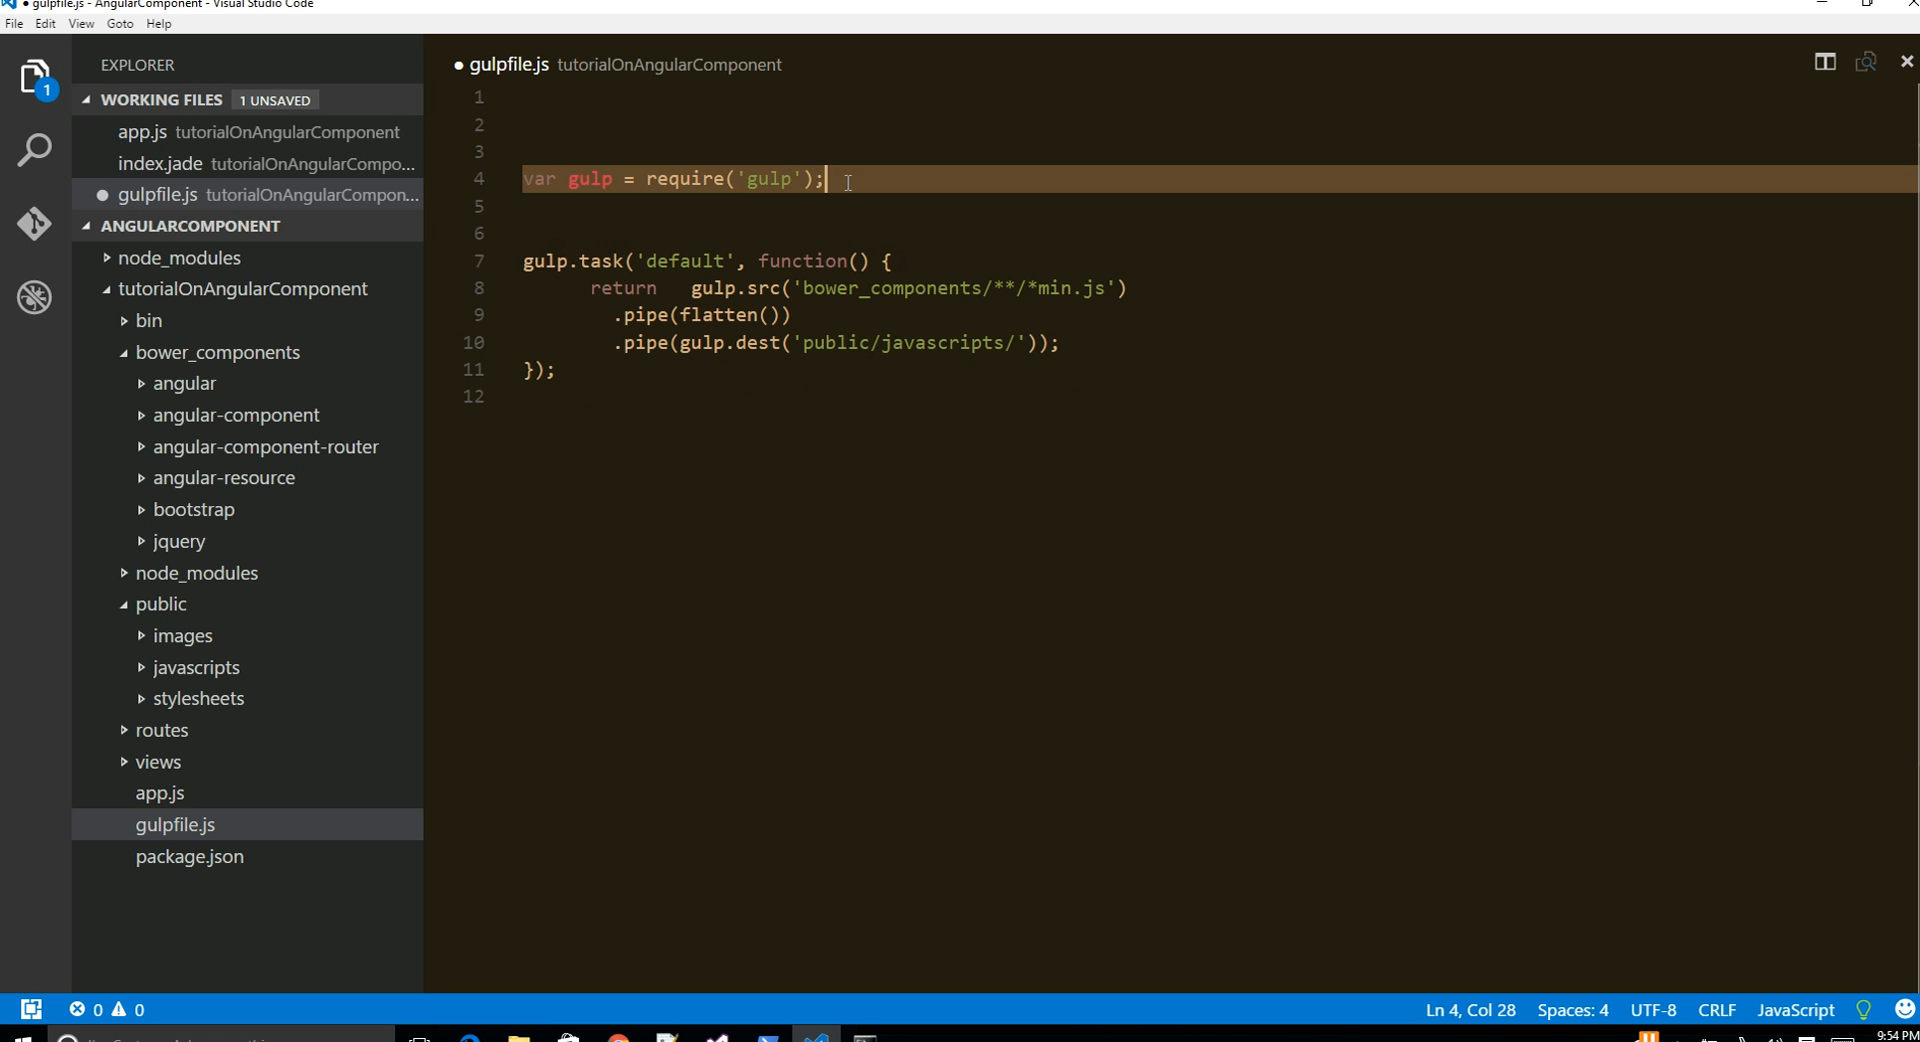 gulpfile.js - AngularComponent - Visual Studio Code
File Edit View Goto Help
EXPLORER
WORKING FILES 1 UNSAVED
app.js tutorialOnAngularComponent
index.jade tutorialOnAngularCompo...
gulpfile.js tutorialOnAngularCompon...
ANGULARCOMPONENT
node_modules
tutorialOnAngularComponent
bin
bower_components
angular
angular-component
angular-component-router
angular-resource
bootstrap
jquery
node_modules
public
images
javascripts
stylesheets
routes
views
app.js
gulpfile.js
package.json
1
● gulpfile.js tutorialOnAngularComponent
1
2
3
4 var gulp = require('gulp');
5
6
7 gulp.task('default', function() {
8 return gulp.src('bower_components/**/*min.js')
9 .pipe(flatten())
10 .pipe(gulp.dest('public/javascripts/'));
11 });
12
0 0
Ln 4, Col 28 Spaces: 4 UTF-8 CRLF JavaScript
9:54 PM